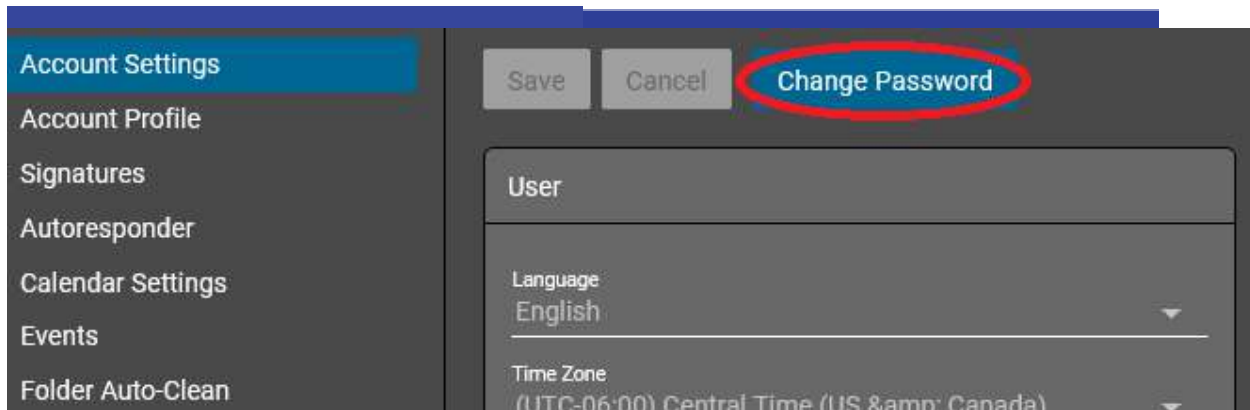 Account Settings
Account Profile
Signatures
Autoresponder
Calendar Settings
Events
Folder Auto-Clean
Save Cancel Change Password
User
Language
English
Time Zone
(UTC-06:00) Central Time (US &amp; Canada)